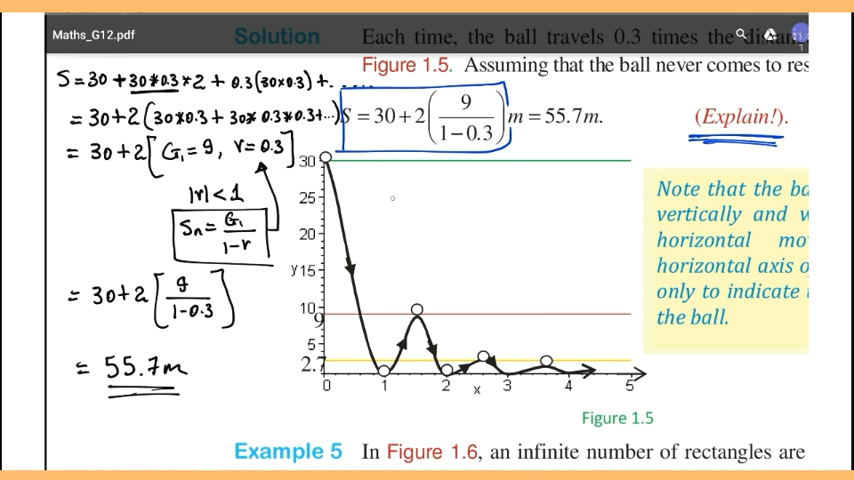 Maths_G12.pdf
Solution
Each time, the ball travels 0.3 times the
Figure 1.5. Assuming that the ball never comes to res
S = 30 + 30*0.3*2 + 0.3(30x0.3) + ....
= 30+2(30*0.3 + 30* 0.3*0.3+...)
= 30+2[G₁ = 9, r = 0.3]
|r| < 1
Sₙ = G₁/1-r
= 30+2[9/1-0.3]
= 55.7m
S = 30 + 2(9/1−0.3)m = 55.7m.
(Explain!).
Note that the ba
vertically and w
horizontal mo
horizontal axis o
only to indicate
the ball.
30
25
20
y 15
10
9
5
2.7
0 1 2 x 3 4 5
Figure 1.5
Example 5 In Figure 1.6, an infinite number of rectangles are